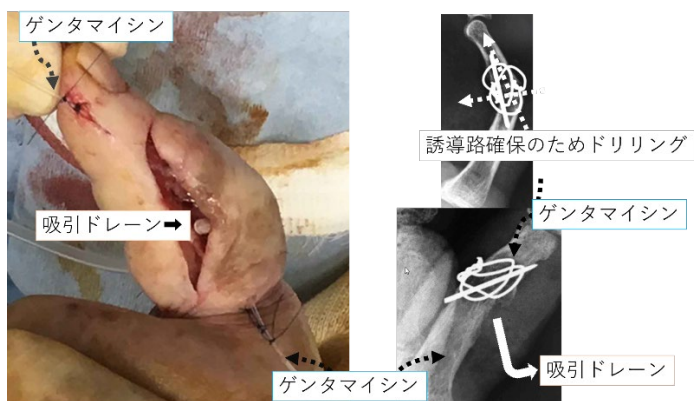 ゲンタマイシン
誘導路確保のためドリリング
ゲンタマイシン
吸引ドレーン➡
ゲンタマイシン
吸引ドレーン